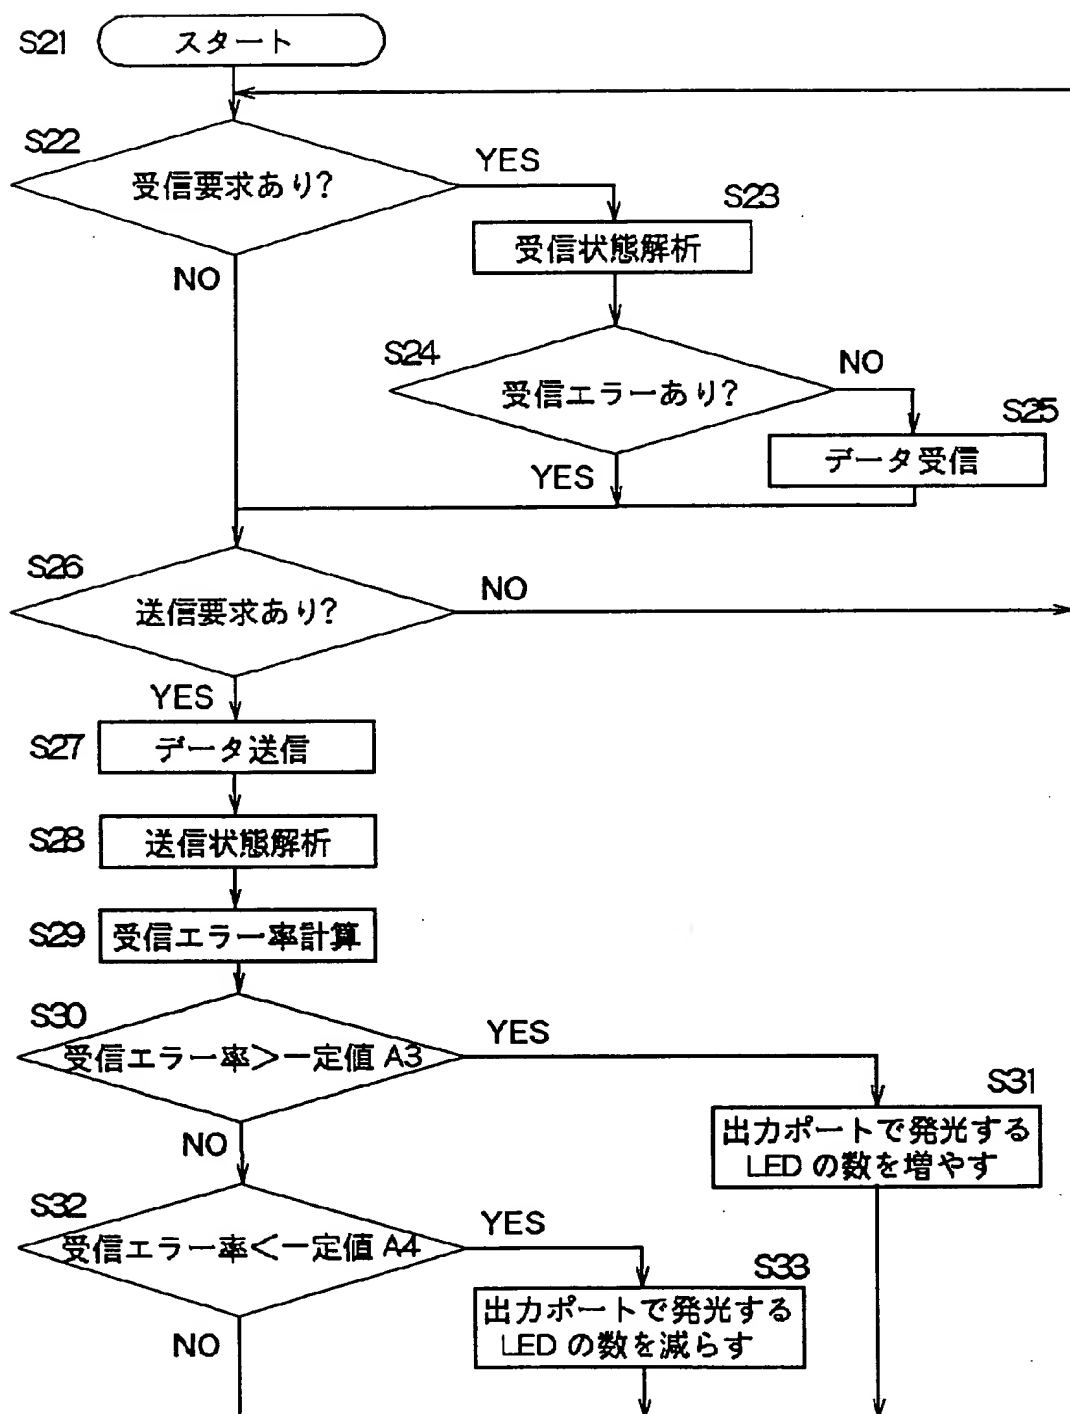 S21
スタート
S22
受信要求あり?
YES
NO
S23
受信状態解析
S24
受信エラーあり?
NO
YES
S25
データ受信
S26
送信要求あり?
NO
YES
S27
データ送信
S28
送信状態解析
S29
受信エラー率計算
S30
受信エラー率>一定値 A3
YES
NO
S31
出力ポートで発光する
LED の数を増やす
S32
受信エラー率<一定値 A4
YES
NO
S33
出力ポートで発光する
LED の数を減らす